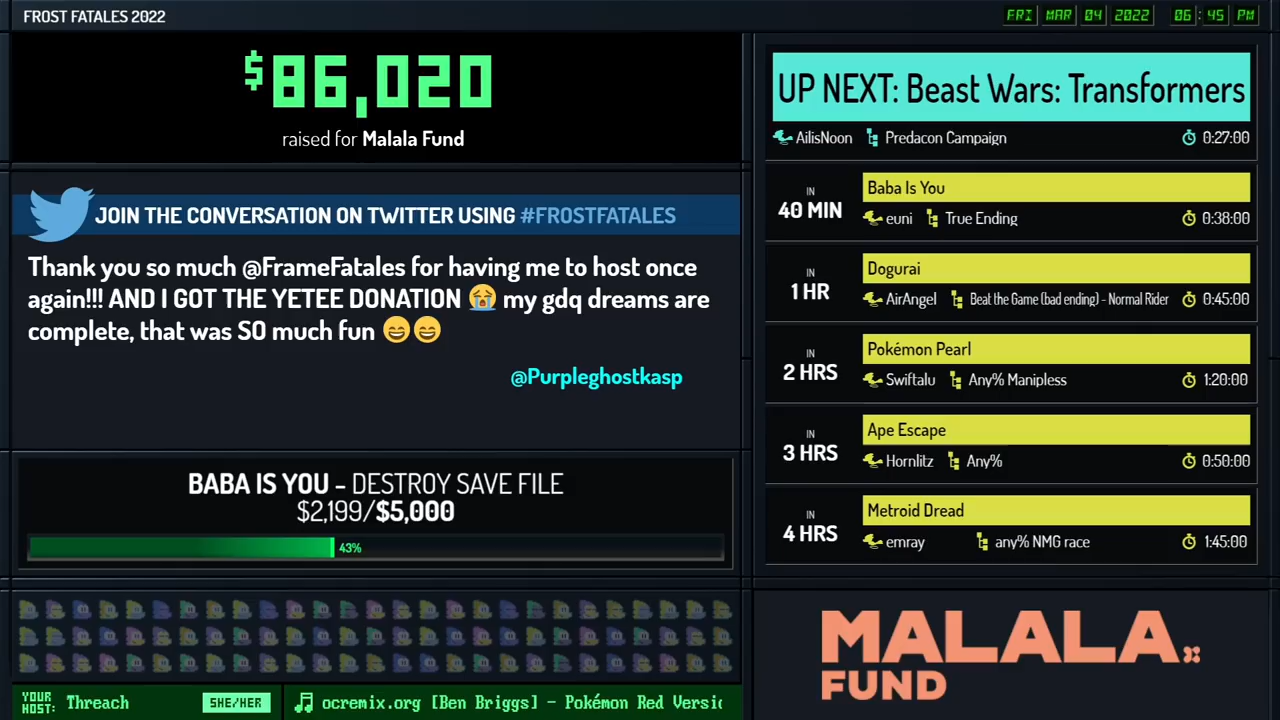 FROST FATALES 2022
FRI MAR 04 2022 06:45 PM
$86,020
raised for Malala Fund
JOIN THE CONVERSATION ON TWITTER USING #FROSTFATALES
Thank you so much @FrameFatales for having me to host once
again!!! AND I GOT THE YETEE DONATION 😭 my gdq dreams are
complete, that was SO much fun 😄😄
@Purpleghostkasp
BABA IS YOU - DESTROY SAVE FILE
$2,199/$5,000
43%
UP NEXT: Beast Wars: Transformers
AilisNoon Predacon Campaign 0:27:00
IN 40 MIN
Baba Is You
euni True Ending 0:38:00
IN 1 HR
Dogurai
AirAngel Beat the Game (bad ending) - Normal Rider 0:45:00
IN 2 HRS
Pokémon Pearl
Swiftalu Any% Manipless 1:20:00
IN 3 HRS
Ape Escape
Hornlitz Any% 0:50:00
IN 4 HRS
Metroid Dread
emray any% NMG race 1:45:00
MALALA
FUND
YOUR HOST: Threach SHE/HER
ocremix.org [Ben Briggs] - Pokémon Red Versi